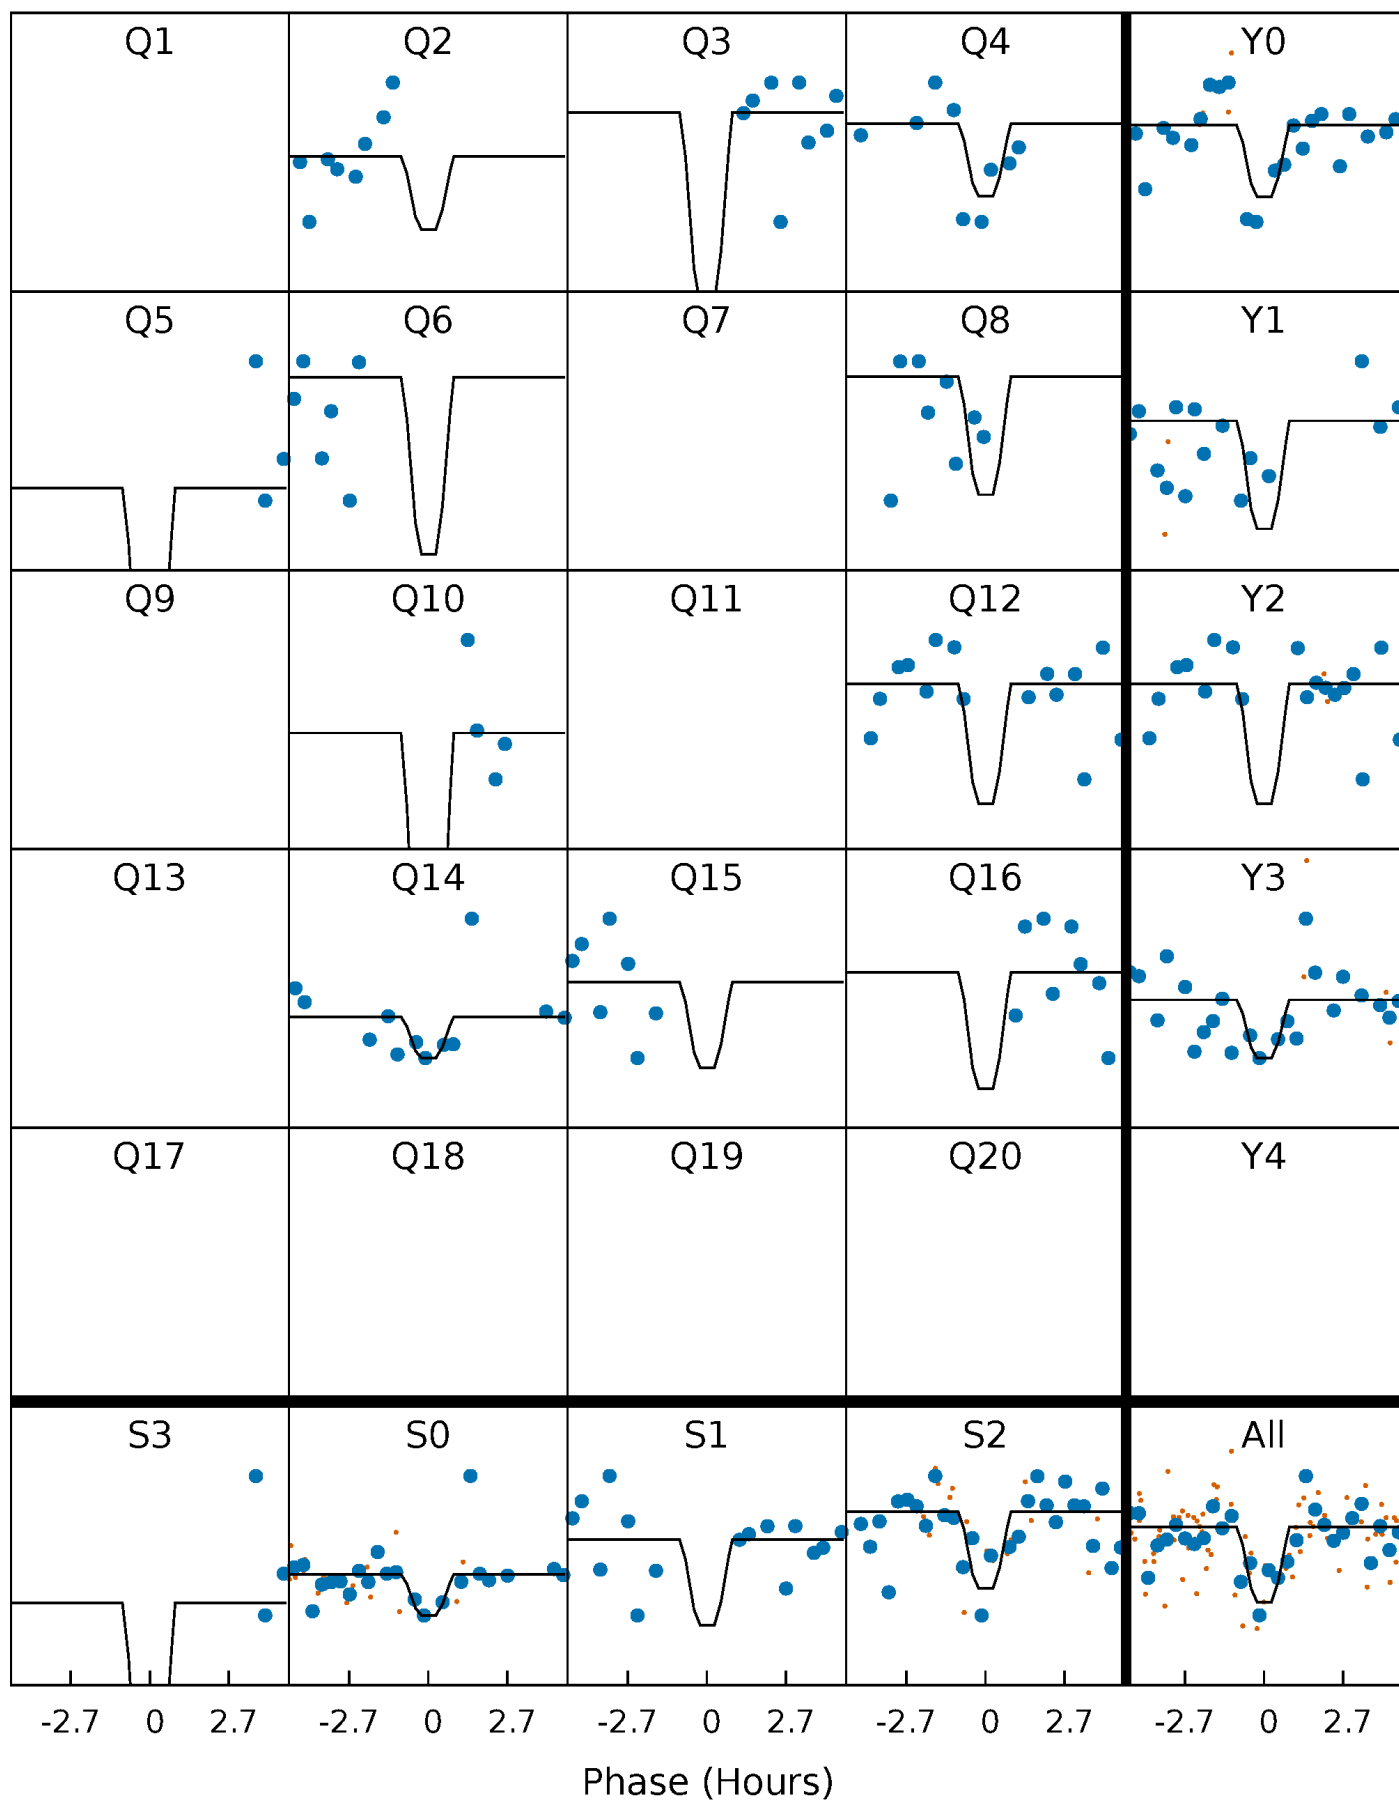 Q1 Q2 Q3 Q4 Y0
Q5 Q6 Q7 Q8 Y1
Q9 Q10 Q11 Q12 Y2
Q13 Q14 Q15 Q16 Y3
Q17 Q18 Q19 Q20 Y4
S3 S0 S1 S2 All
-2.7 0 2.7 -2.7 0 2.7 -2.7 0 2.7 -2.7 0 2.7 -2.7 0 2.7
Phase (Hours)